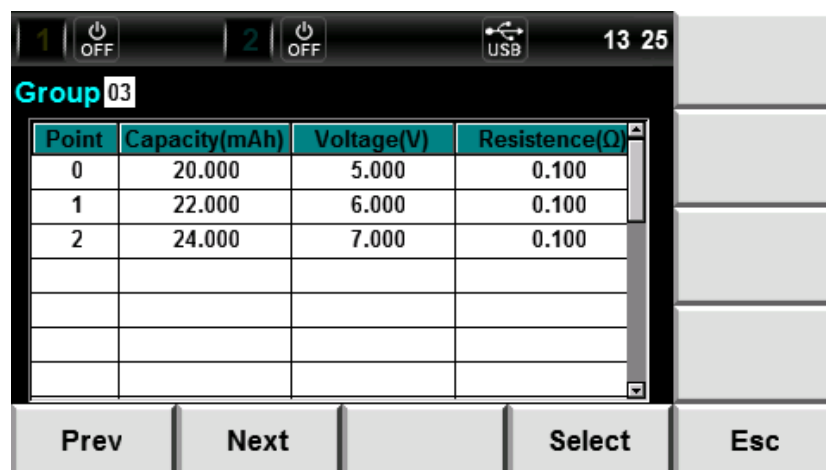 1 OFF 2 OFF USB 13 25
Group 03
Point Capacity(mAh) Voltage(V) Resistence(Ω)
0 20.000 5.000 0.100
1 22.000 6.000 0.100
2 24.000 7.000 0.100
Prev Next Select Esc